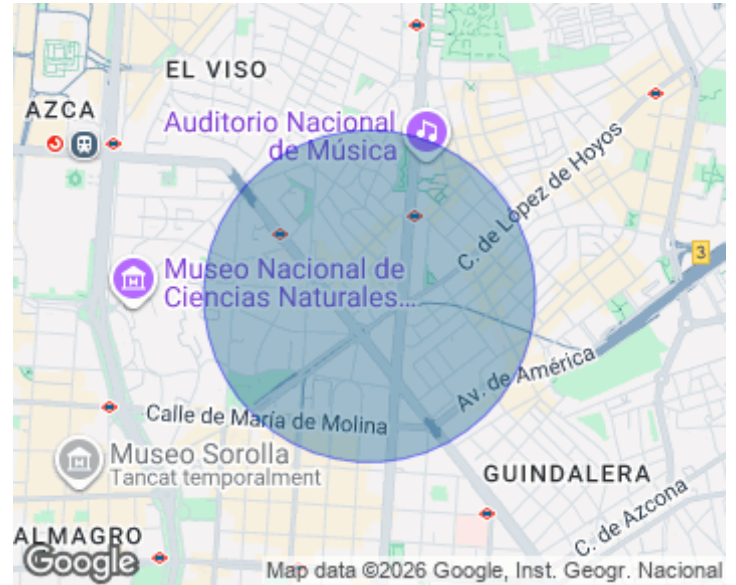 EL VISO
AZCA
Auditorio Nacional
de Música
C. de López de Hoyos
3
Museo Nacional de
Ciencias Naturales...
Av. de América
Calle de María de Molina
Museo Sorolla
Tancat temporalment
GUINDALERA
C. de Azcona
ALMAGRO
Google
Map data ©2026 Google, Inst. Geogr. Nacional